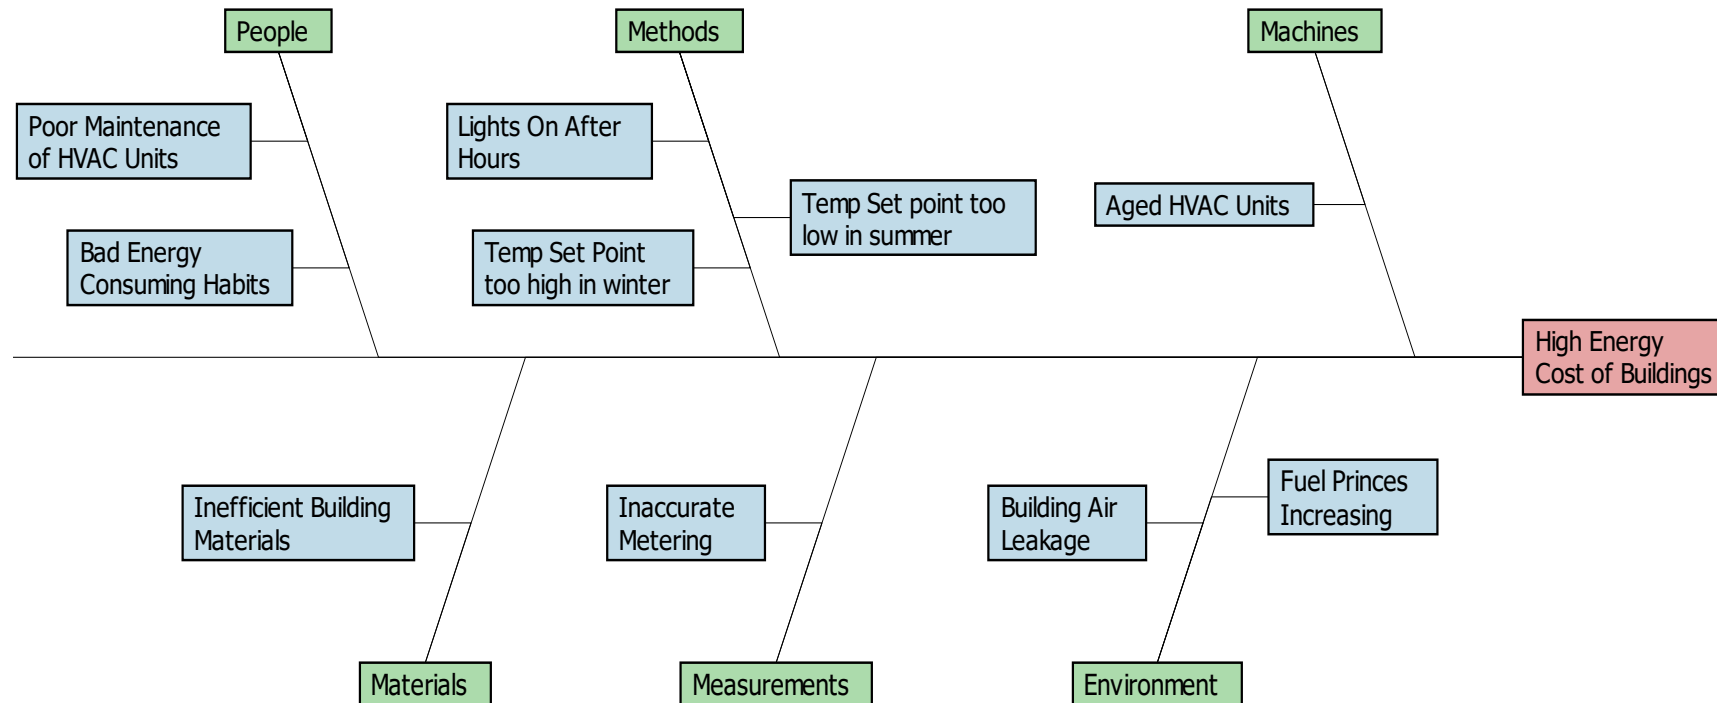 People
Methods
Machines
Poor Maintenance
of HVAC Units
Lights On After
Hours
Temp Set point too
low in summer
Aged HVAC Units
Bad Energy
Consuming Habits
Temp Set Point
too high in winter
High Energy
Cost of Buildings
Inefficient Building
Materials
Inaccurate
Metering
Building Air
Leakage
Fuel Princes
Increasing
Materials
Measurements
Environment